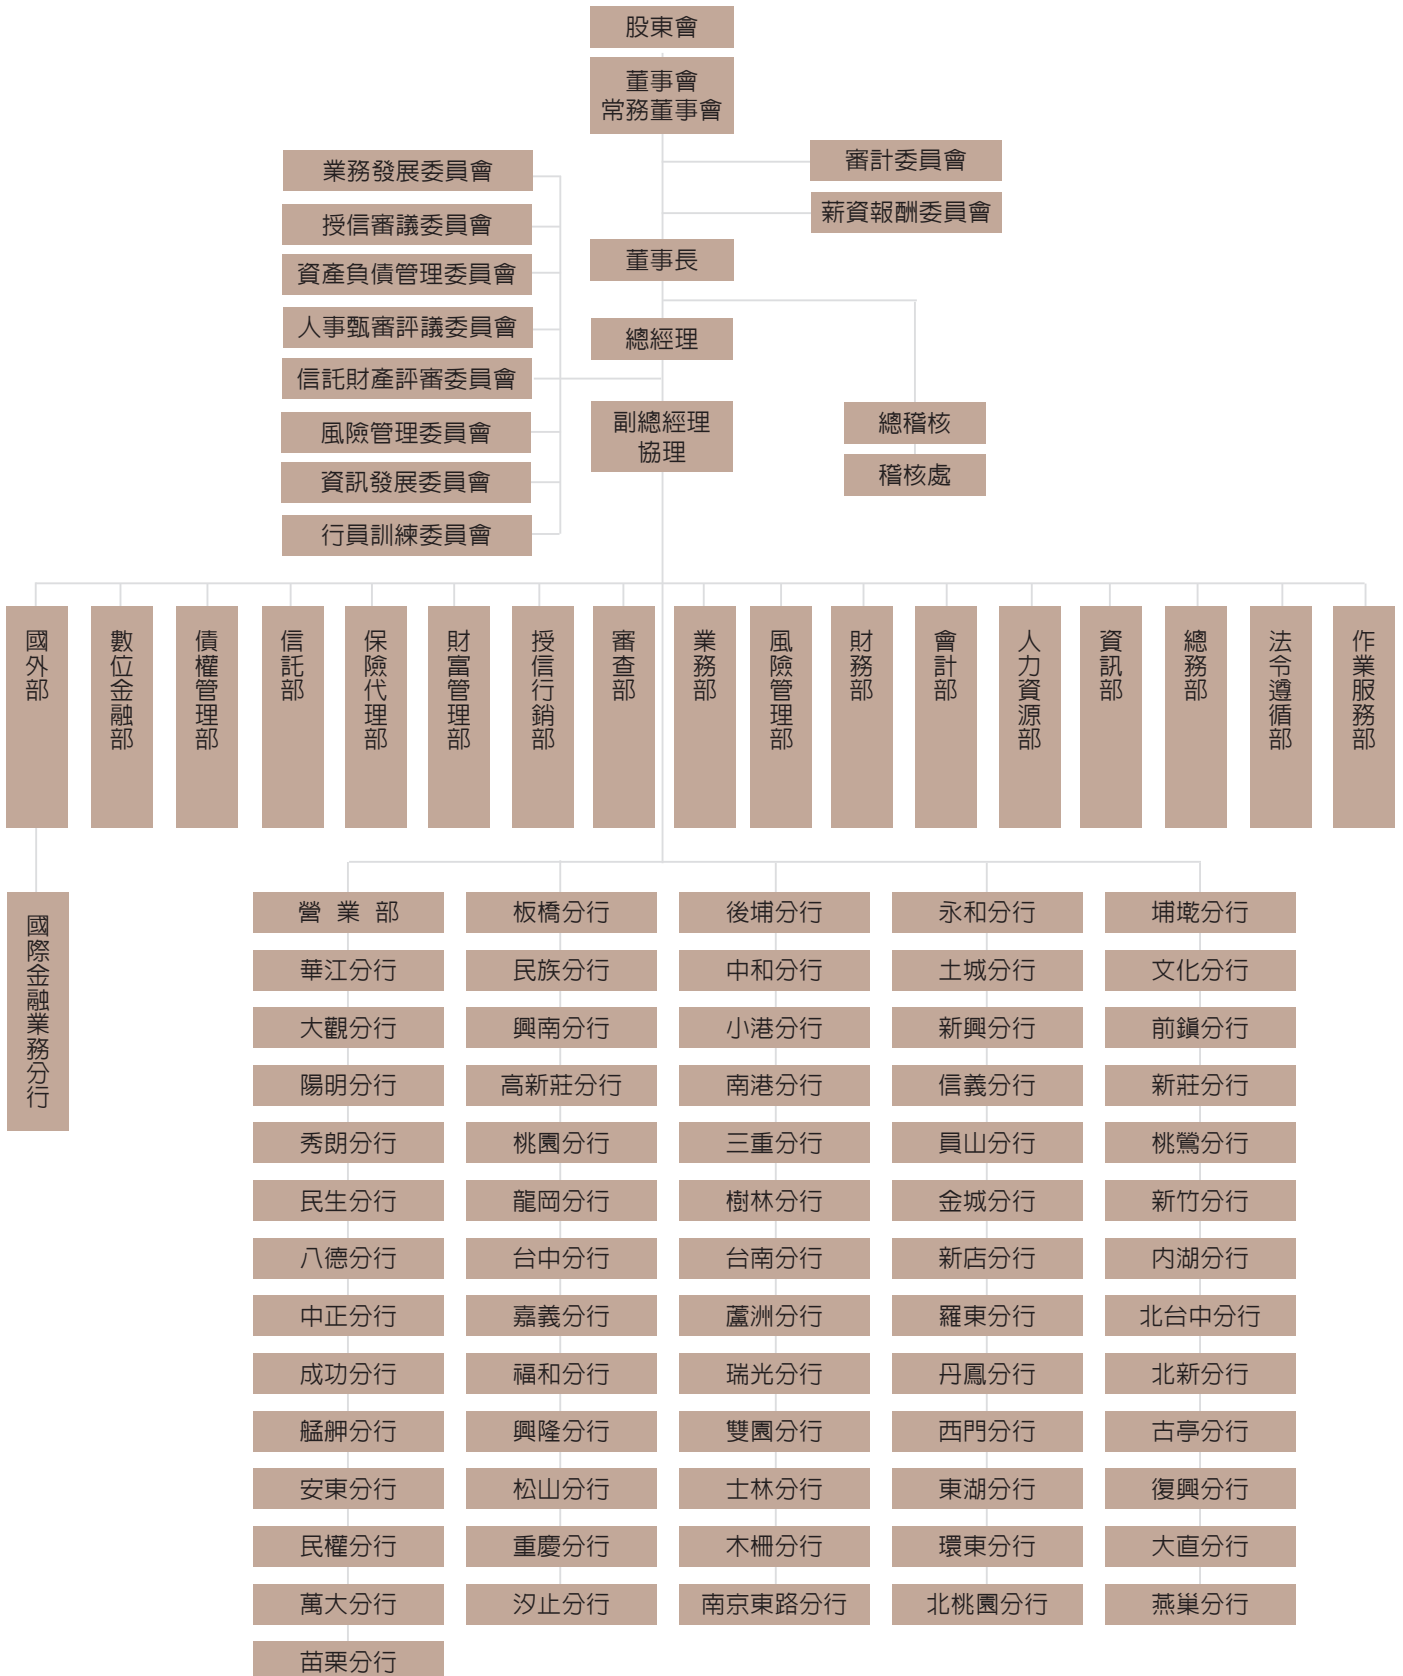 股東會
董事會
常務董事會
審計委員會
薪資報酬委員會
業務發展委員會
授信審議委員會
資產負債管理委員會
人事甄審評議委員會
信託財產評審委員會
風險管理委員會
資訊發展委員會
行員訓練委員會
董事長
總經理
副總經理
協理
總稽核
稽核處
國外部
數位金融部
債權管理部
信託部
保險代理部
財富管理部
授信行銷部
審查部
業務部
風險管理部
財務部
會計部
人力資源部
資訊部
總務部
法令遵循部
作業服務部
國際金融業務分行
營 業 部
板橋分行
後埔分行
永和分行
埔墘分行
華江分行
民族分行
中和分行
土城分行
文化分行
大觀分行
興南分行
小港分行
新興分行
前鎮分行
陽明分行
高新莊分行
南港分行
信義分行
新莊分行
秀朗分行
桃園分行
三重分行
員山分行
桃鶯分行
民生分行
龍岡分行
樹林分行
金城分行
新竹分行
八德分行
台中分行
台南分行
新店分行
內湖分行
中正分行
嘉義分行
蘆洲分行
羅東分行
北台中分行
成功分行
福和分行
瑞光分行
丹鳳分行
北新分行
艋舺分行
興隆分行
雙園分行
西門分行
古亭分行
安東分行
松山分行
士林分行
東湖分行
復興分行
民權分行
重慶分行
木柵分行
環東分行
大直分行
萬大分行
汐止分行
南京東路分行
北桃園分行
燕巢分行
苗栗分行